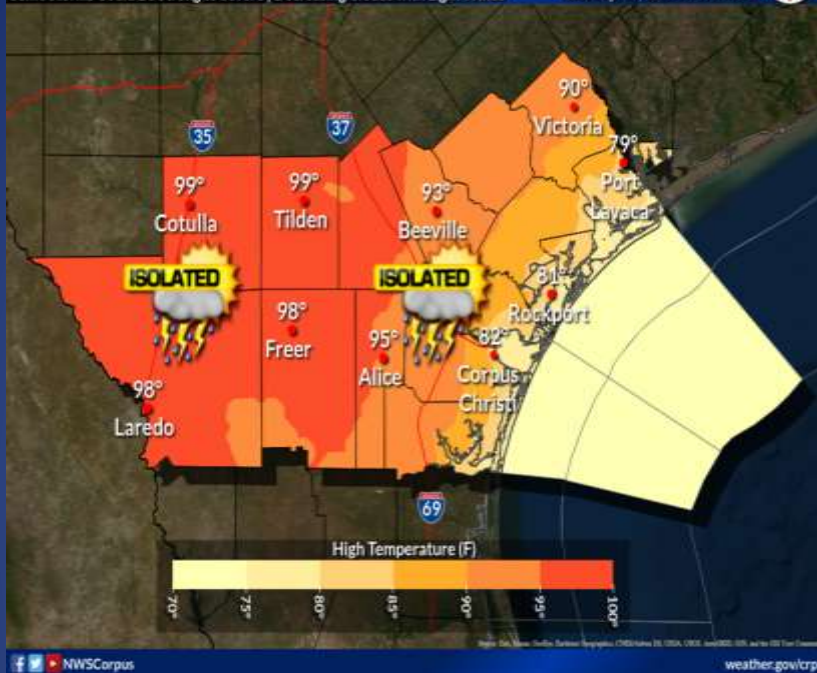 90°
Victoria
35
37
79°
Port
Lavaca
99°
Cotulla
99°
Tilden
93°
Beeville
ISOLATED
ISOLATED
81°
Rockport
98°
Freer
95°
Alice
82°
Corpus
Christi
98°
Laredo
69
High Temperature (F)
70°
75°
80°
85°
90°
95°
100°
NWSCorpus
weather.gov/crp